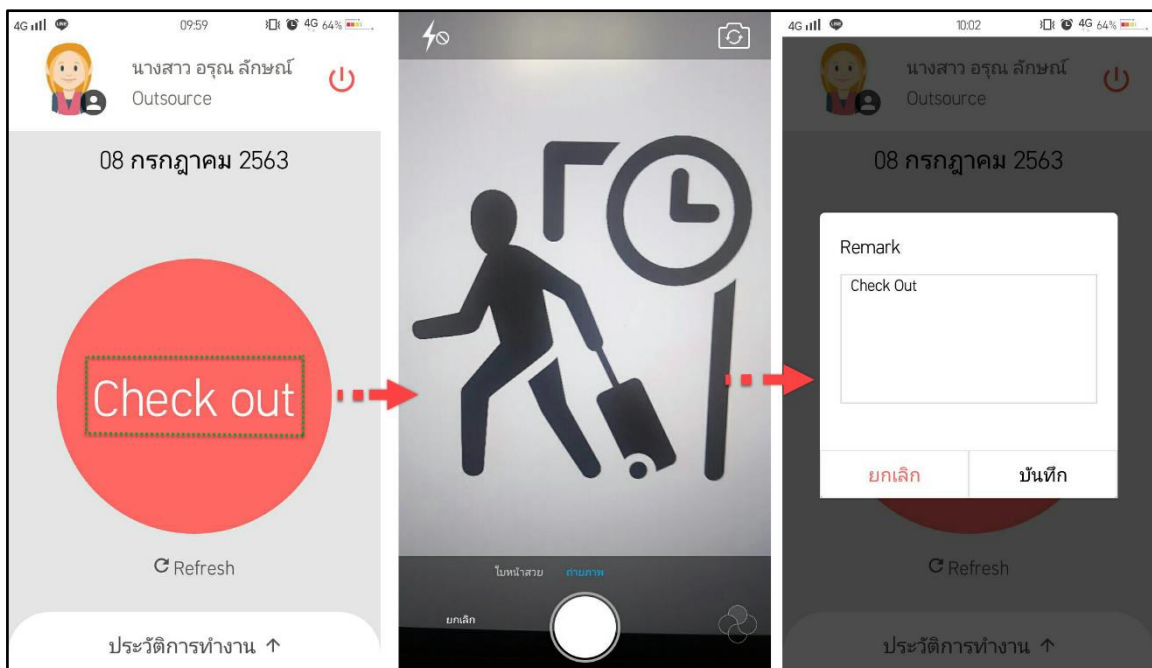 4G 09:59 4G 64%
นางสาว อรุณ ลักษณ์
Outsource
08 กรกฎาคม 2563
Check out
Refresh
ประวัติการทำงาน ↑
ใบหน้าสวย ถ่ายภาพ
ยกเลิก
4G 10:02 4G 64%
นางสาว อรุณ ลักษณ์
Outsource
08 กรกฎาคม 2563
Remark
Check Out
ยกเลิก บันทึก
Refresh
ประวัติการทำงาน ↑